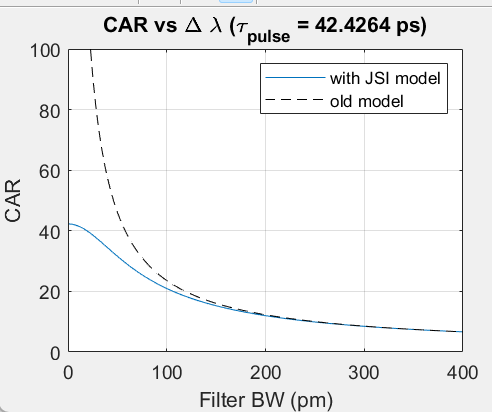 CAR vs Δ λ (τpulse = 42.4264 ps)
100
with JSI model
old model
80
60
CAR
40
20
0
0 100 200 300 400
Filter BW (pm)